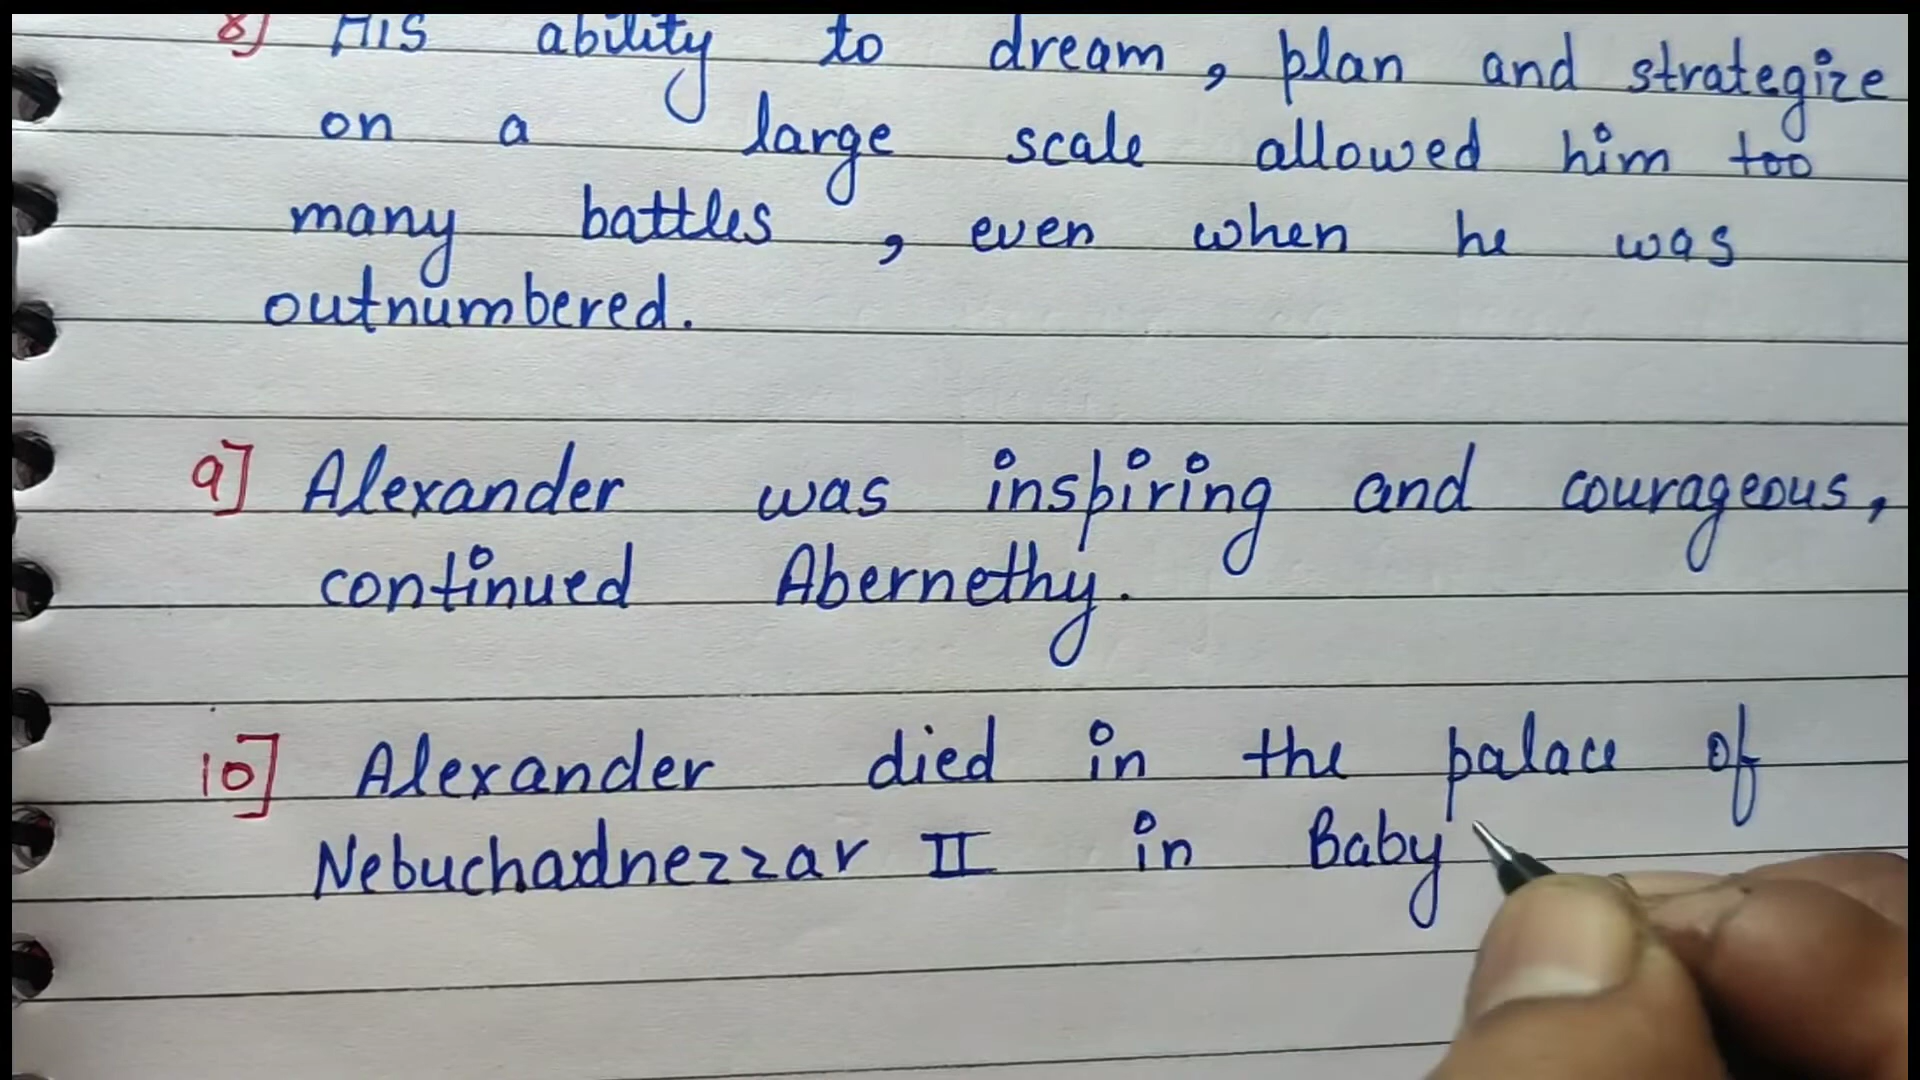 8] His ability to dream, plan and strategize
on a large scale allowed him too
many battles, even when he was
outnumbered.
9] Alexander was inspiring and courageous,
continued Abernethy.
10] Alexander died in the palace of
Nebuchadnezzar II in Baby